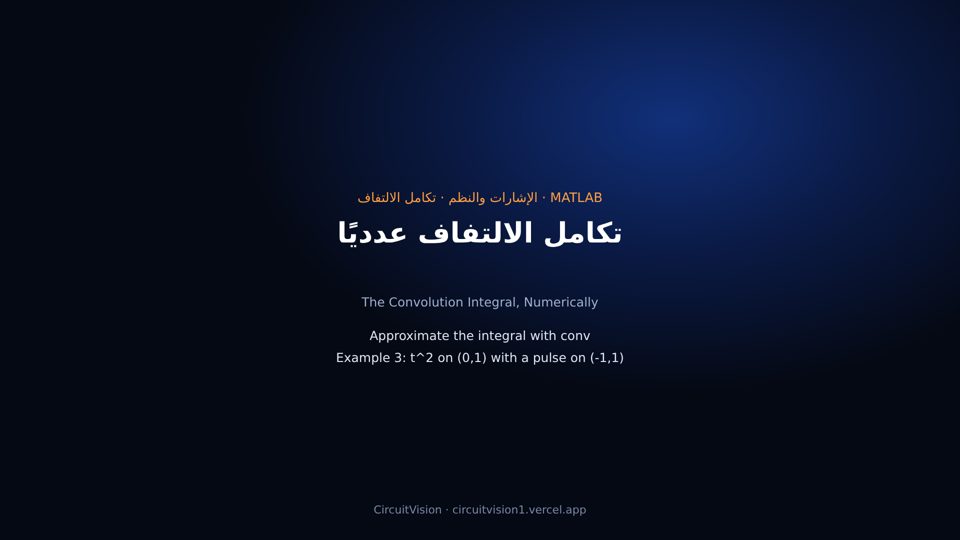 الإشارات والنظم · تكامل الالتفاف · MATLAB
تكامل الالتفاف عدديًا
The Convolution Integral, Numerically
Approximate the integral with conv
Example 3: t^2 on (0,1) with a pulse on (-1,1)
CircuitVision · circuitvision1.vercel.app